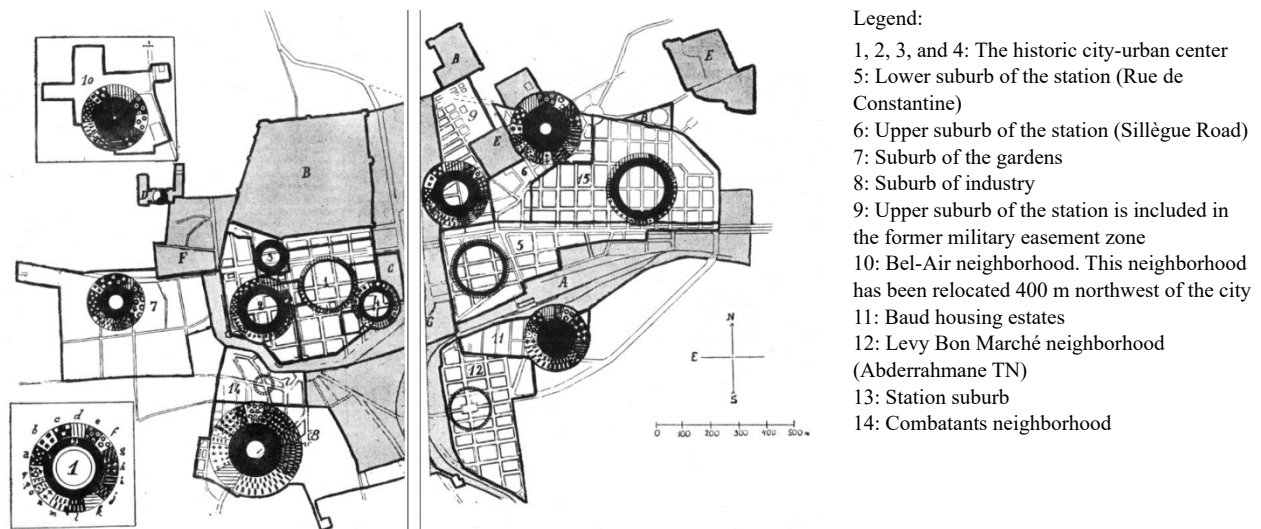 10
B
E
B
9
E
6
15
D
F
3
1
C
2
4
5
A
7
G
11
12
14
8
N
E
S
0 100 200 300 400 500 m
a
b
c
d
e
f
g
h
i
j
k
l
m
n
o
1
Legend:
1, 2, 3, and 4: The historic city-urban center
5: Lower suburb of the station (Rue de
Constantine)
6: Upper suburb of the station (Sillègue Road)
7: Suburb of the gardens
8: Suburb of industry
9: Upper suburb of the station is included in
the former military easement zone
10: Bel-Air neighborhood. This neighborhood
has been relocated 400 m northwest of the city
11: Baud housing estates
12: Levy Bon Marché neighborhood
(Abderrahmane TN)
13: Station suburb
14: Combatants neighborhood